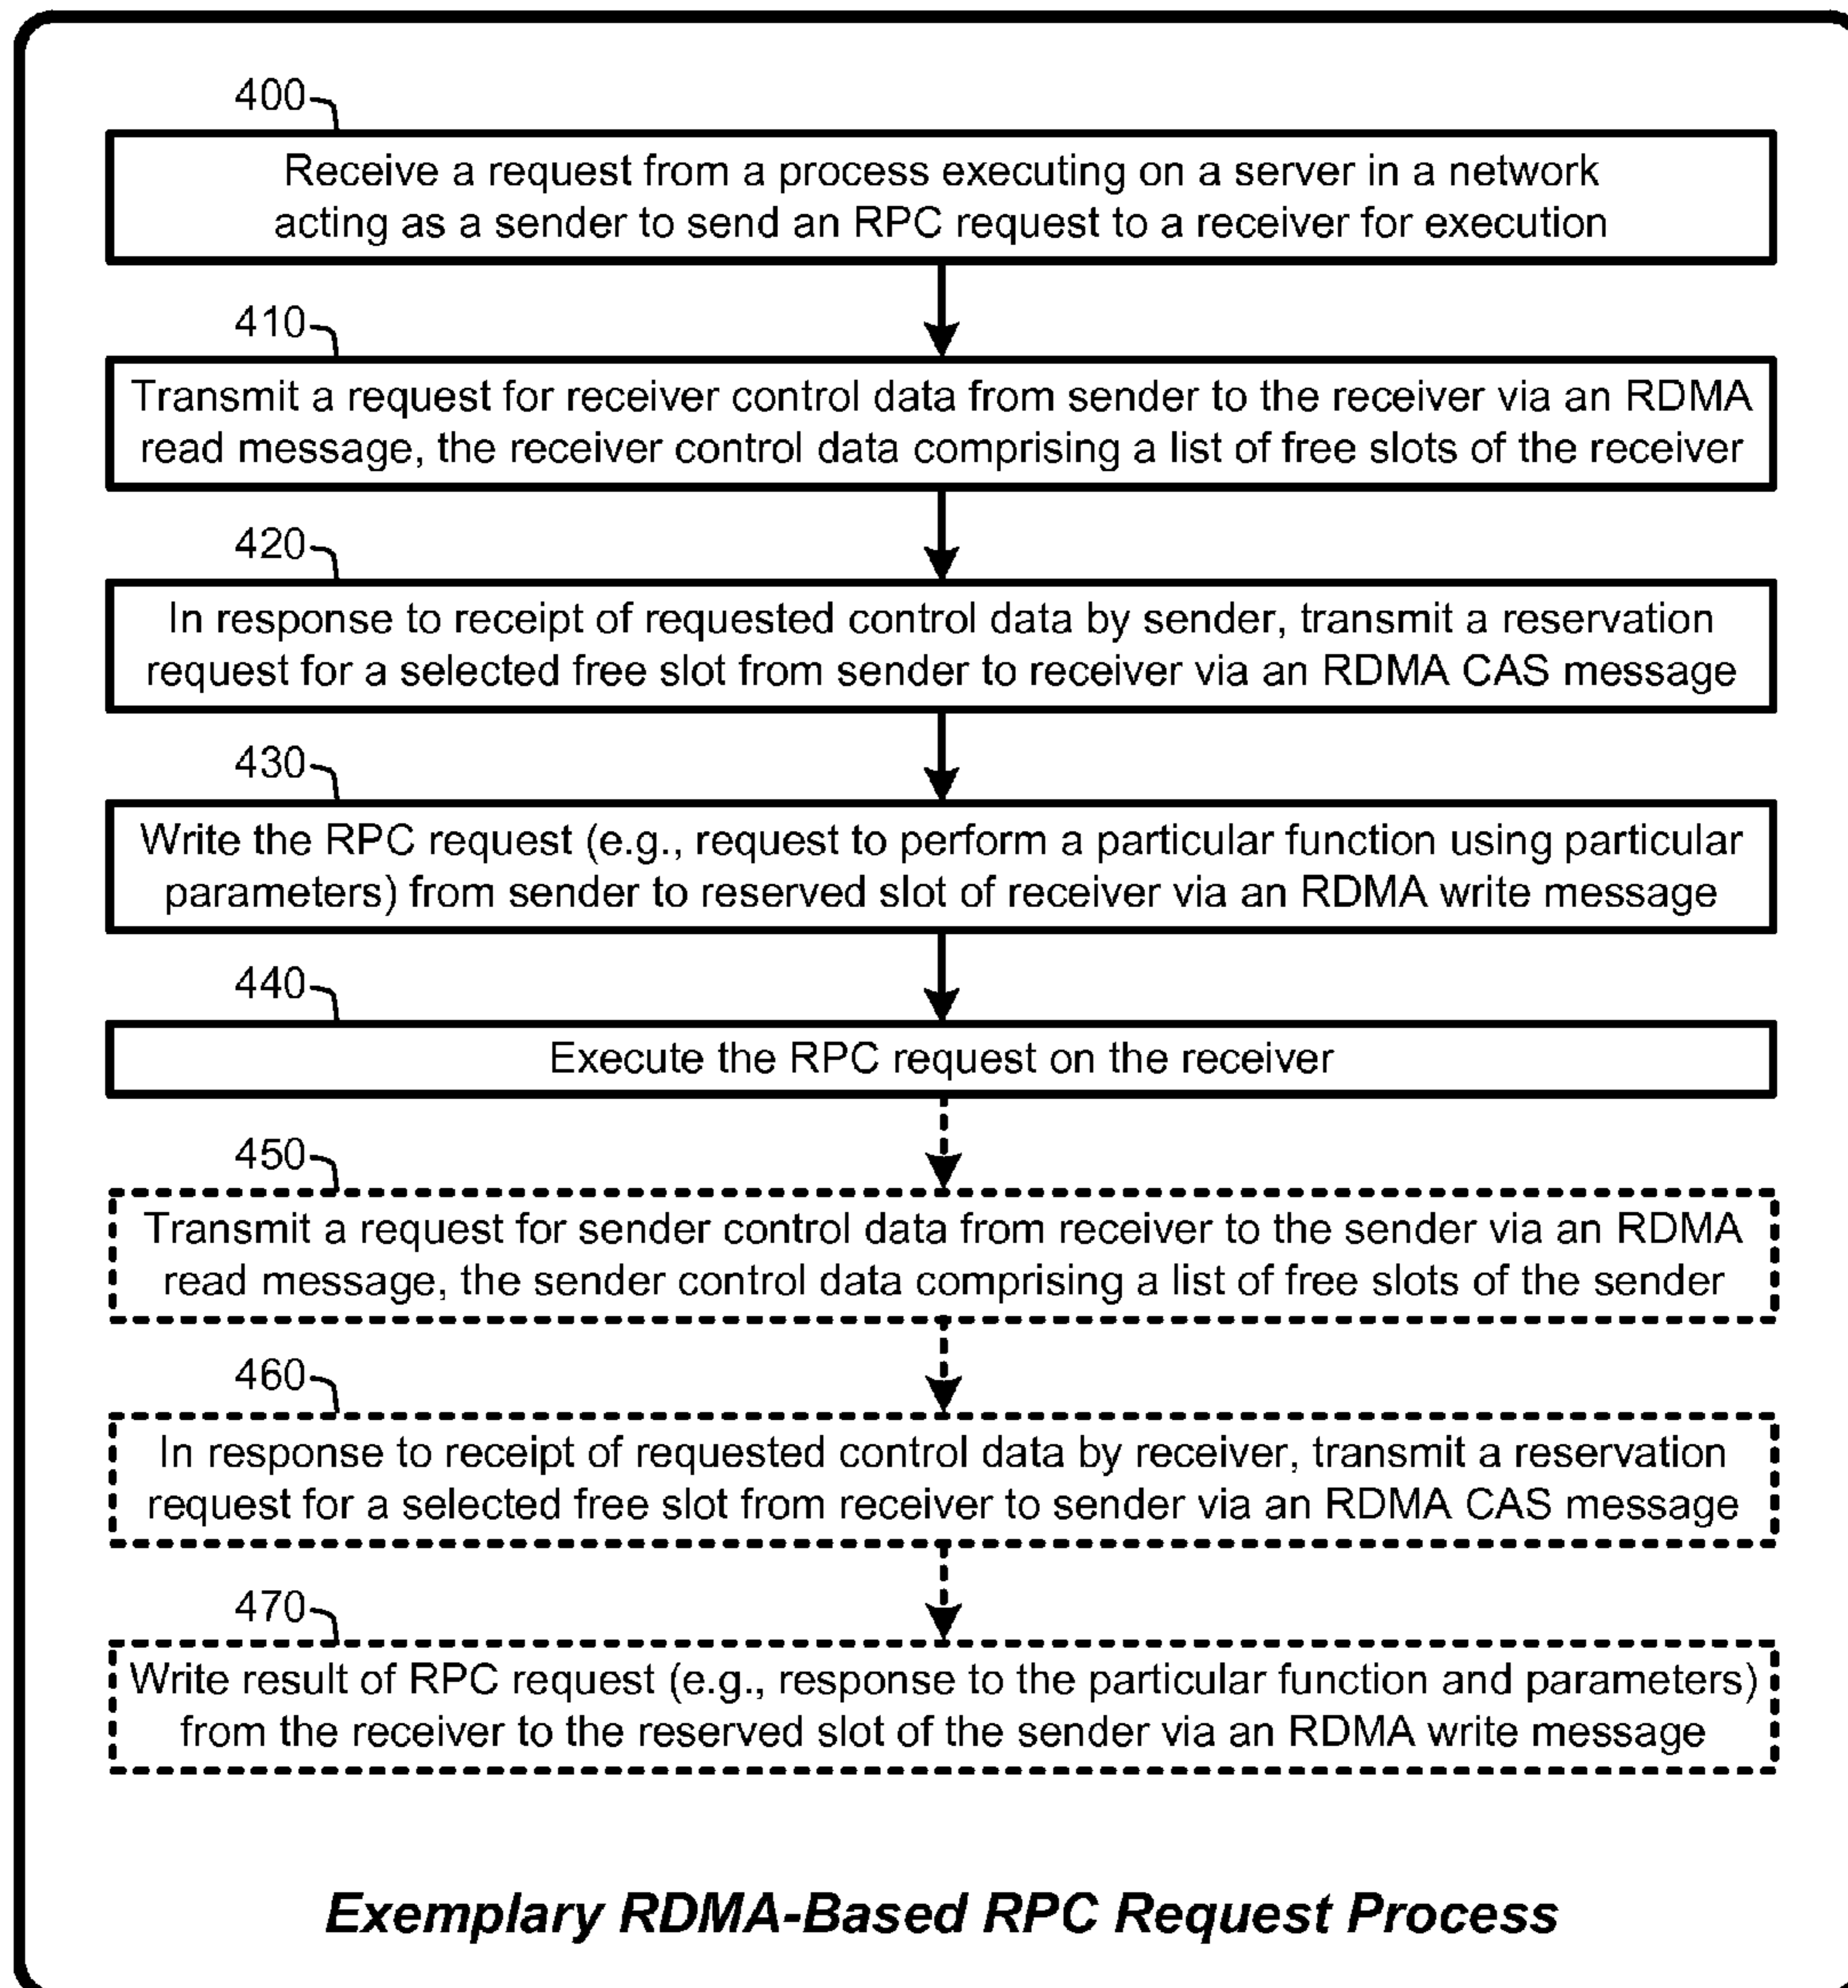 400
Receive a request from a process executing on a server in a network
acting as a sender to send an RPC request to a receiver for execution
410
Transmit a request for receiver control data from sender to the receiver via an RDMA
read message, the receiver control data comprising a list of free slots of the receiver
420
In response to receipt of requested control data by sender, transmit a reservation
request for a selected free slot from sender to receiver via an RDMA CAS message
430
Write the RPC request (e.g., request to perform a particular function using particular
parameters) from sender to reserved slot of receiver via an RDMA write message
440
Execute the RPC request on the receiver
450
Transmit a request for sender control data from receiver to the sender via an RDMA
read message, the sender control data comprising a list of free slots of the sender
460
In response to receipt of requested control data by receiver, transmit a reservation
request for a selected free slot from receiver to sender via an RDMA CAS message
470
Write result of RPC request (e.g., response to the particular function and parameters)
from the receiver to the reserved slot of the sender via an RDMA write message
Exemplary RDMA-Based RPC Request Process